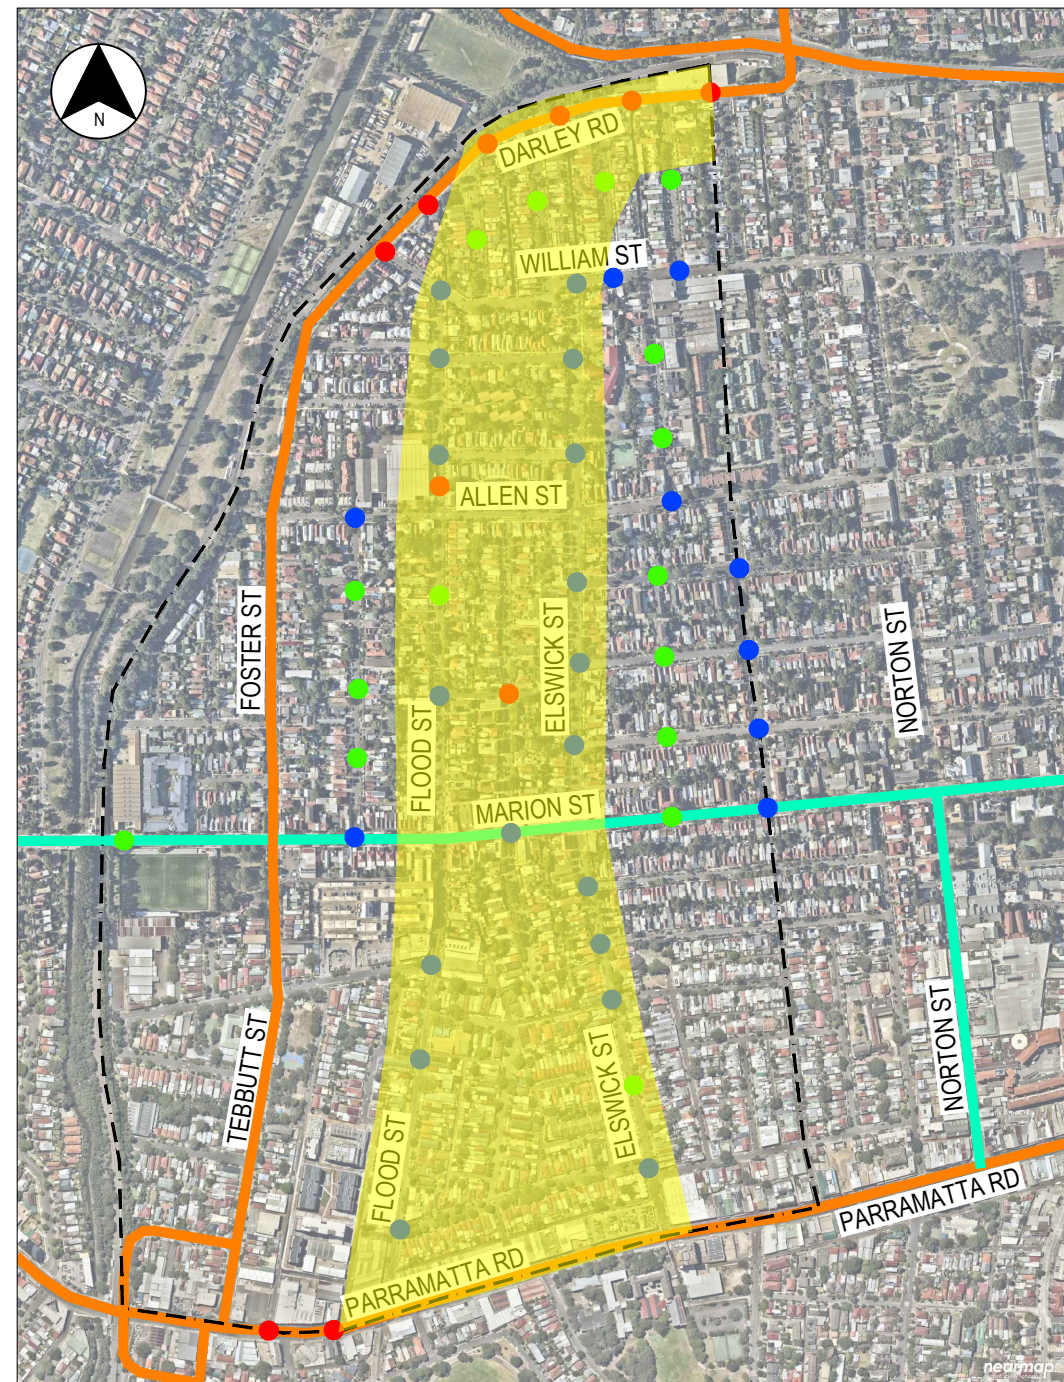 N
DARLEY RD
WILLIAM ST
ALLEN ST
FOSTER ST
ELSWICK ST
NORTON ST
FLOOD ST
MARION ST
NORTON ST
TEBBUTT ST
ELSWICK ST
FLOOD ST
PARRAMATTA RD
PARRAMATTA RD
nearmap